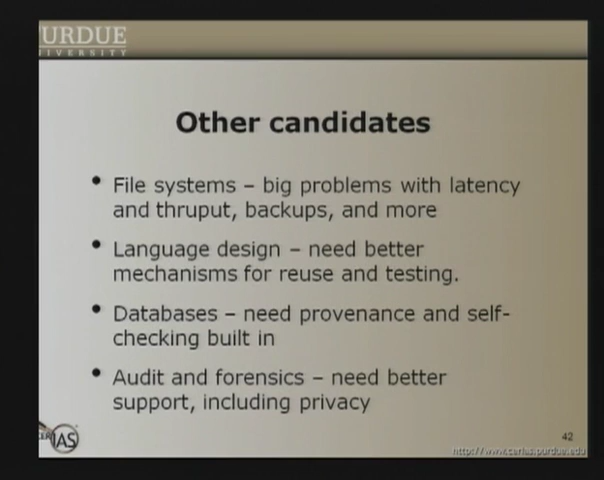 URDUE
IVERSITY
Other candidates
• File systems – big problems with latency
and thruput, backups, and more
• Language design – need better
mechanisms for reuse and testing.
• Databases – need provenance and self-
checking built in
• Audit and forensics – need better
support, including privacy
IAS
42
http://www.cerias.purdue.edu